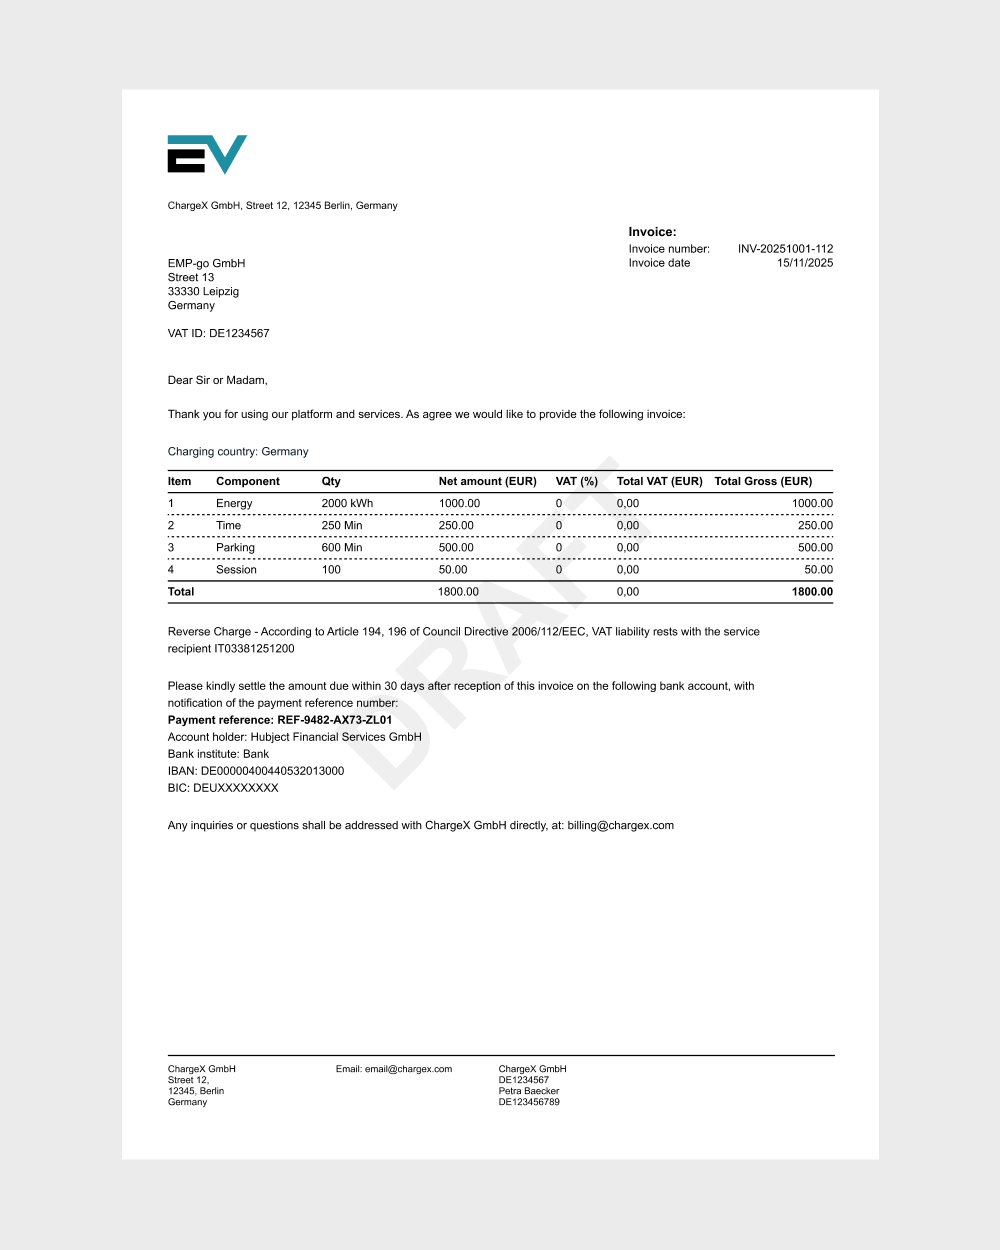 EV
ChargeX GmbH, Street 12, 12345 Berlin, Germany
Invoice:
Invoice number: INV-20251001-112
Invoice date 15/11/2025
EMP-go GmbH
Street 13
33330 Leipzig
Germany
VAT ID: DE1234567
Dear Sir or Madam,
Thank you for using our platform and services. As agree we would like to provide the following invoice:
Charging country: Germany
Item Component Qty Net amount (EUR) VAT (%) Total VAT (EUR) Total Gross (EUR)
1 Energy 2000 kWh 1000.00 0 0,00 1000.00
2 Time 250 Min 250.00 0 0,00 250.00
3 Parking 600 Min 500.00 0 0,00 500.00
4 Session 100 50.00 0 0,00 50.00
Total 1800.00 0,00 1800.00
DRAFT
Reverse Charge - According to Article 194, 196 of Council Directive 2006/112/EEC, VAT liability rests with the service
recipient IT03381251200
Please kindly settle the amount due within 30 days after reception of this invoice on the following bank account, with
notification of the payment reference number:
Payment reference: REF-9482-AX73-ZL01
Account holder: Hubject Financial Services GmbH
Bank institute: Bank
IBAN: DE00000400440532013000
BIC: DEUXXXXXXXX
Any inquiries or questions shall be addressed with ChargeX GmbH directly, at: billing@chargex.com
ChargeX GmbH
Street 12,
12345, Berlin
Germany
Email: email@chargex.com
ChargeX GmbH
DE1234567
Petra Baecker
DE123456789